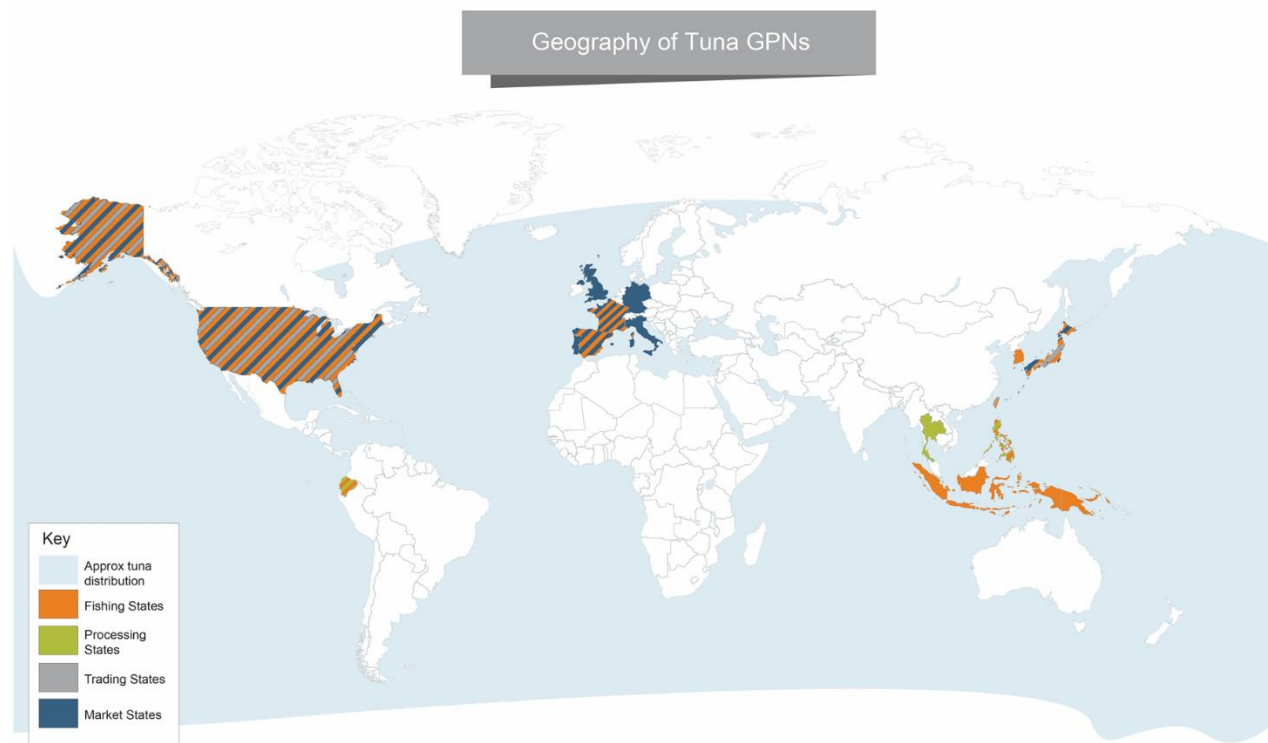 Geography of Tuna GPNs
Key
Approx tuna
distribution
Fishing States
Processing
States
Trading States
Market States